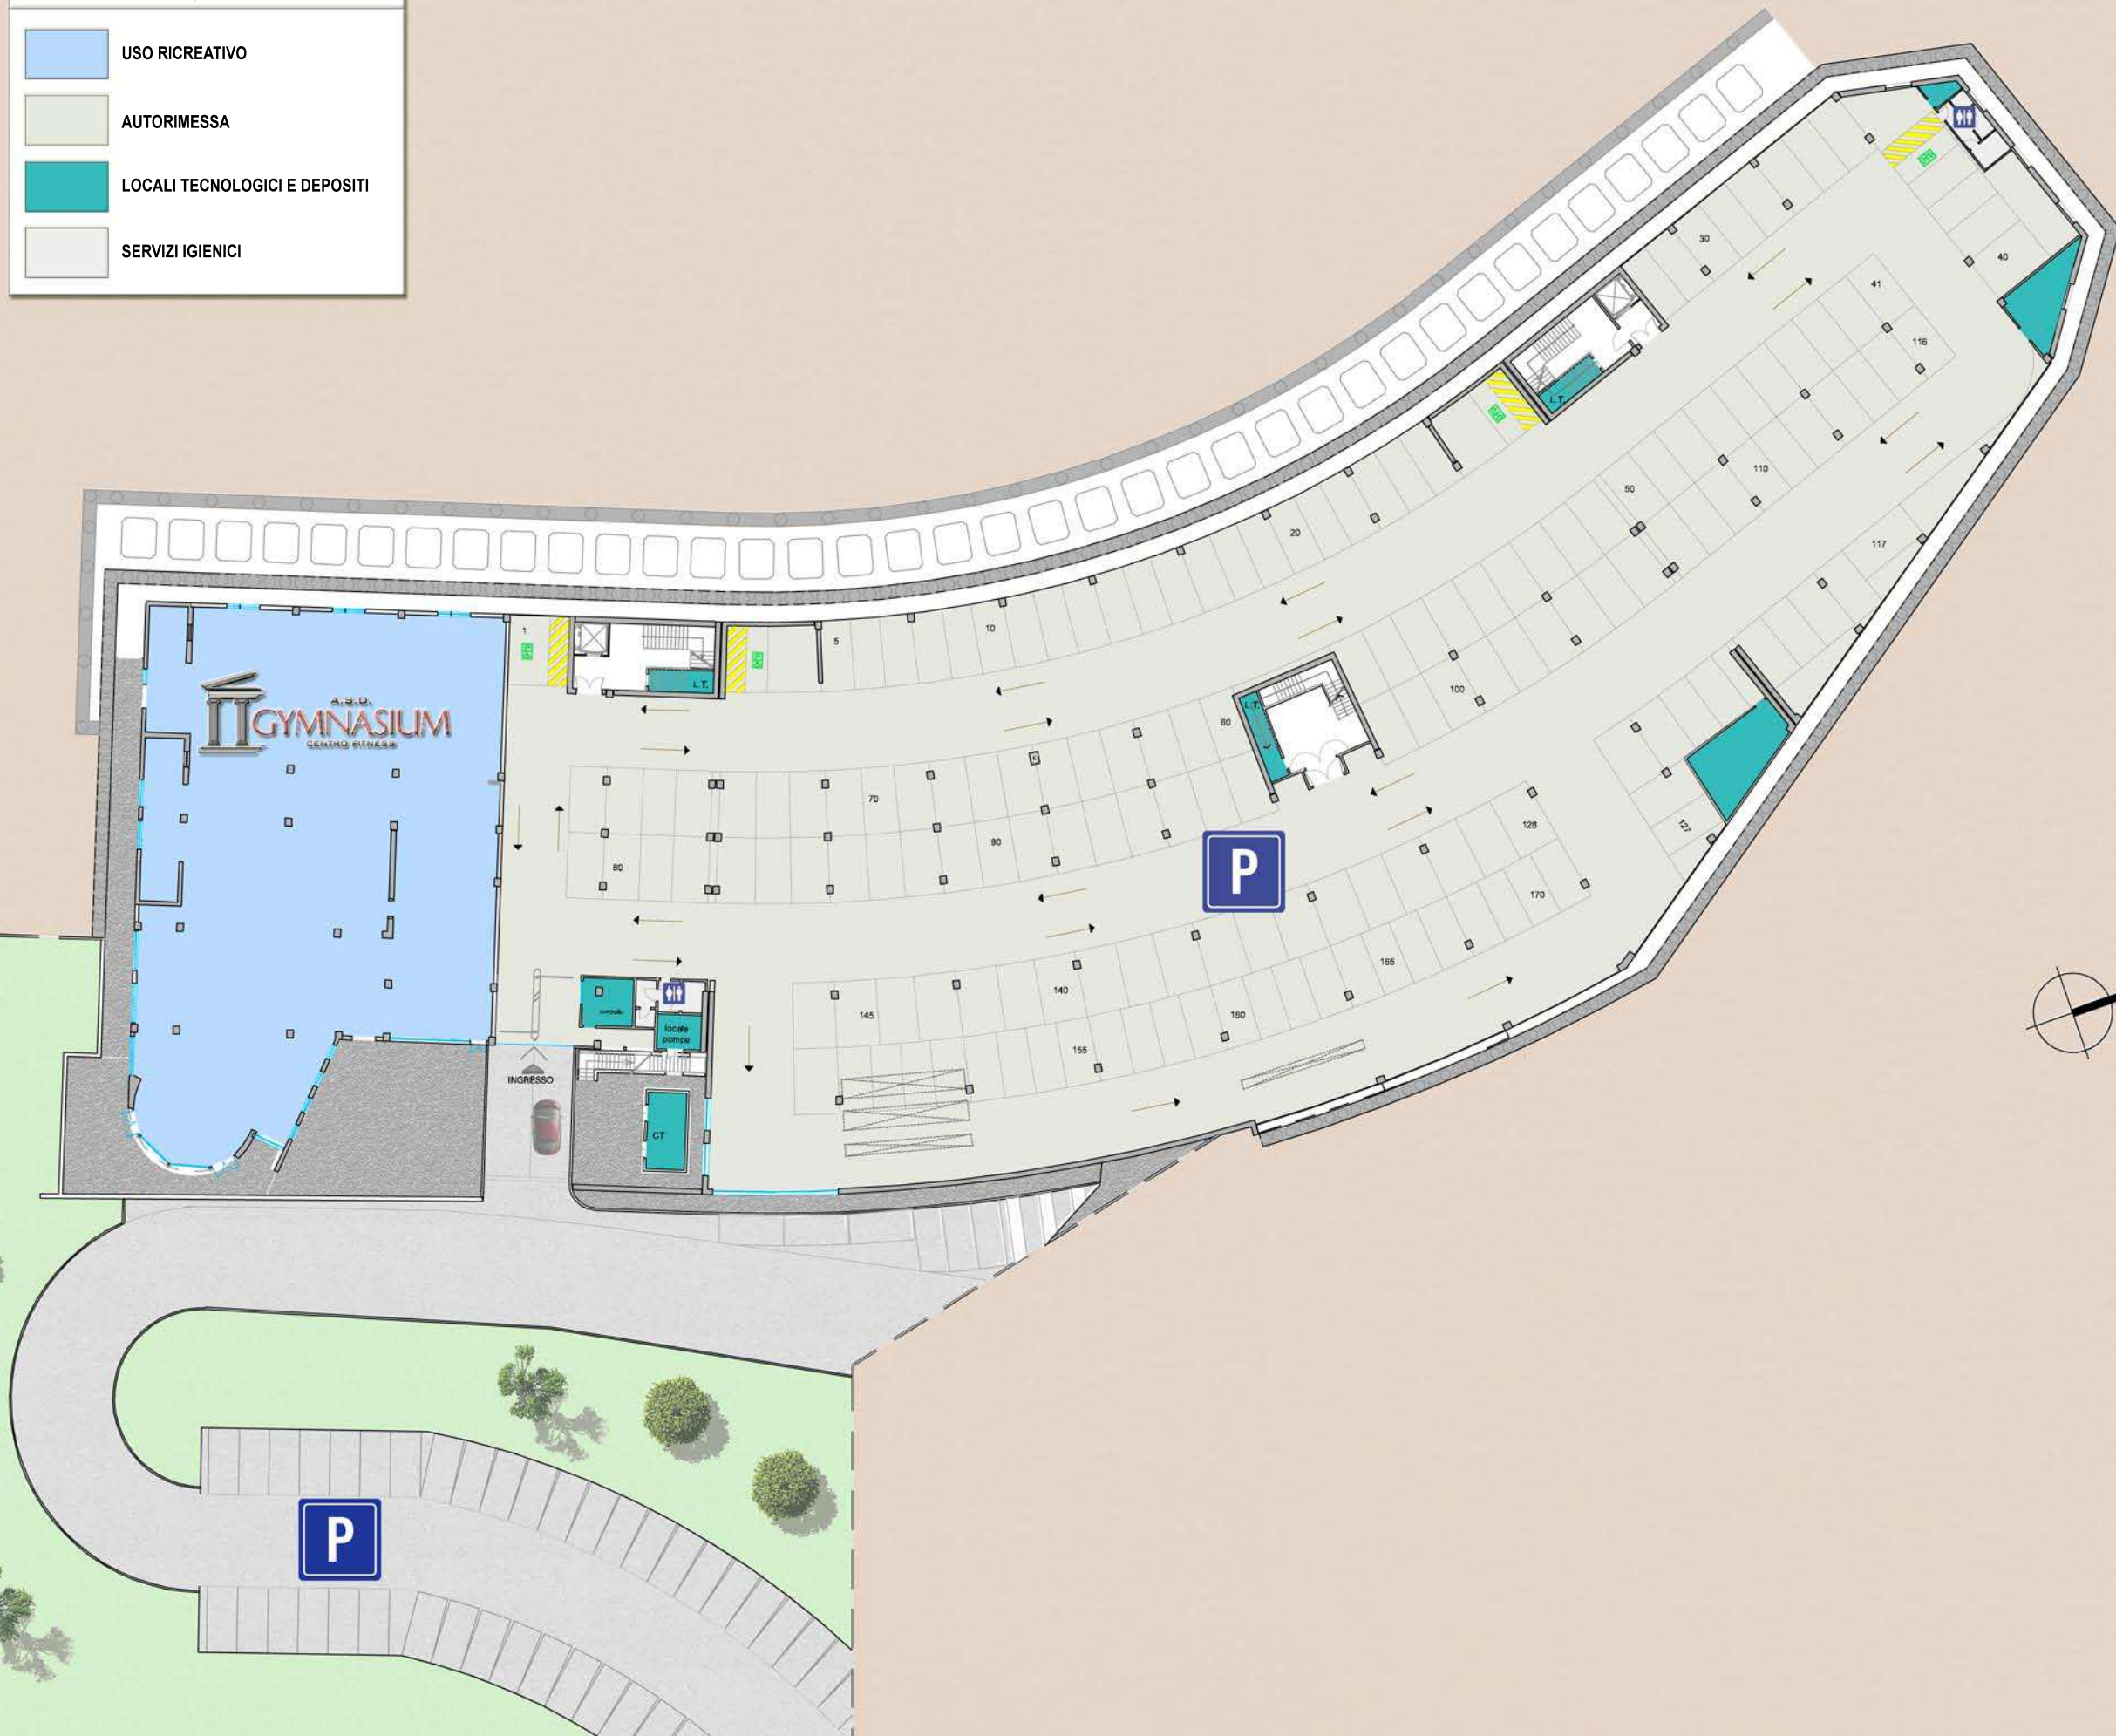 USO RICREATIVO
AUTORIMESSA
LOCALI TECNOLOGICI E DEPOSITI
SERVIZI IGIENICI
30
40
41
116
L.T.
50
110
20
117
1
5
10
L.T.
A.S.D.
GYMNASIUM
CENTRO FITNESS
100
60
L.T.
70
90
80
128
127
P
170
165
140
145
160
155
locale
pompe
INGRESSO
CT
P